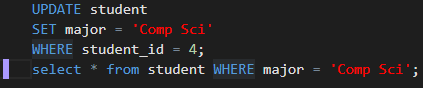 UPDATE student
SET major = 'Comp Sci'
WHERE student_id = 4;
select * from student WHERE major = 'Comp Sci';